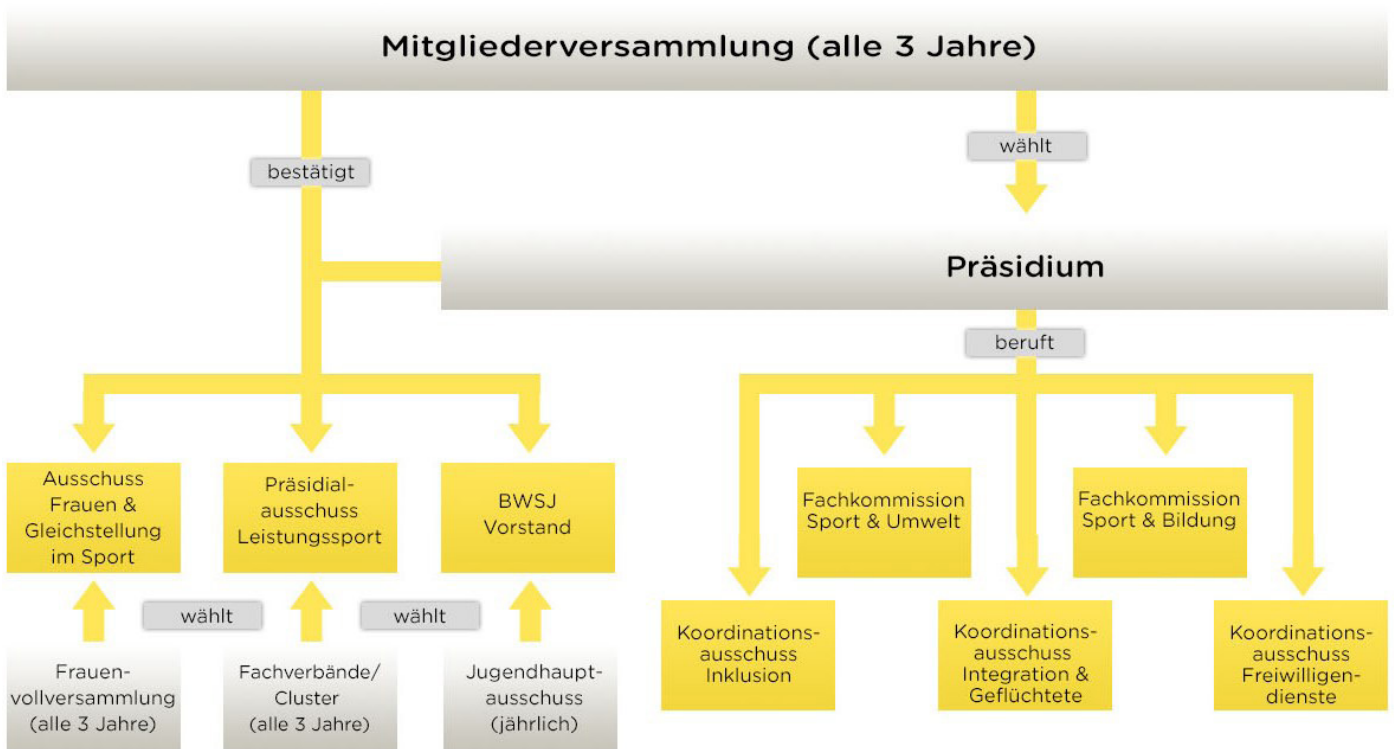 Mitgliederversammlung (alle 3 Jahre)
bestätigt
wählt
Präsidium
beruft
Ausschuss
Frauen &
Gleichstellung
im Sport
Präsidial-
ausschuss
Leistungssport
BWSJ
Vorstand
Fachkommission
Sport & Umwelt
Fachkommission
Sport & Bildung
wählt
wählt
Frauen-
vollversammlung
(alle 3 Jahre)
Fachverbände/
Cluster
(alle 3 Jahre)
Jugendhaupt-
ausschuss
(jährlich)
Koordinations-
ausschuss
Inklusion
Koordinations-
ausschuss
Integration &
Geflüchtete
Koordinations-
ausschuss
Freiwilligen-
dienste